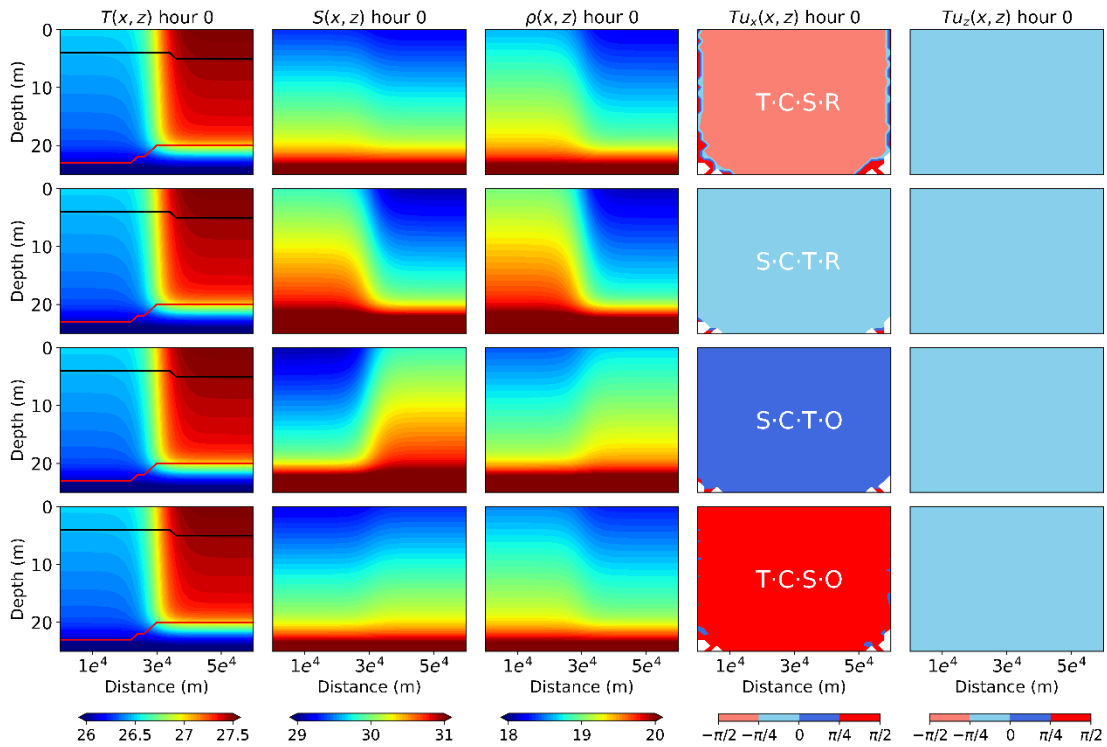 T(x, z) hour 0 S(x, z) hour 0 ρ(x, z) hour 0 Tuₓ(x, z) hour 0 Tu_z(x, z) hour 0
0
10
20
Depth (m)
T·C·S·R
0
10
20
Depth (m)
S·C·T·R
0
10
20
Depth (m)
S·C·T·O
0
10
20
Depth (m)
T·C·S·O
1e⁴ 3e⁴ 5e⁴ 1e⁴ 3e⁴ 5e⁴ 1e⁴ 3e⁴ 5e⁴ 1e⁴ 3e⁴ 5e⁴ 1e⁴ 3e⁴ 5e⁴
Distance (m) Distance (m) Distance (m) Distance (m) Distance (m)
26 26.5 27 27.5 29 30 31 18 19 20 −π/2 −π/4 0 π/4 π/2 −π/2 −π/4 0 π/4 π/2